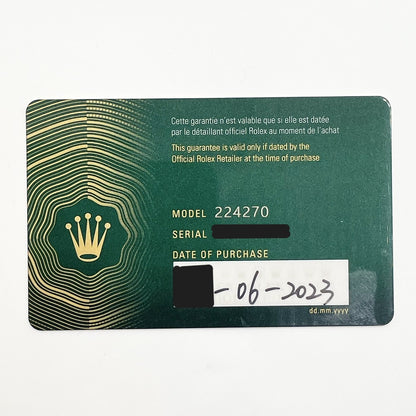 Cette garantie n'est valable que si elle est datée
par le détaillant officiel Rolex au moment de l'achat
This guarantee is valid only if dated by the
Official Rolex Retailer at the time of purchase
MODEL 224270
SERIAL
DATE OF PURCHASE
-06-2023
dd.mm.yyyy